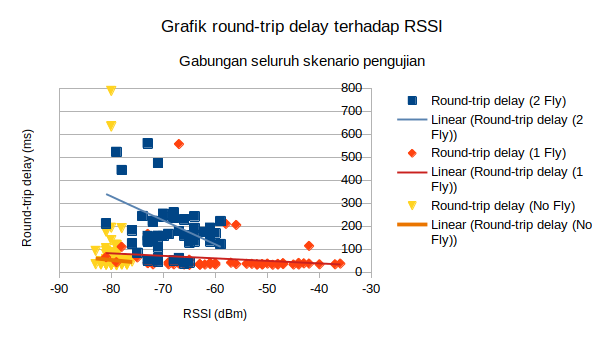 Grafik round-trip delay terhadap RSSI
Gabungan seluruh skenario pengujian
800
700
600
500
400
300
200
100
0
-90 -80 -70 -60 -50 -40 -30
Round-trip delay (ms)
RSSI (dBm)
Round-trip delay (2 Fly)
Linear (Round-trip delay (2
Fly))
Round-trip delay (1 Fly)
Linear (Round-trip delay (1
Fly))
Round-trip delay (No Fly)
Linear (Round-trip delay (No
Fly))